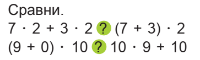 Сравни.
7 · 2 + 3 · 2 ? (7 + 3) · 2
(9 + 0) · 10 ? 10 · 9 + 10